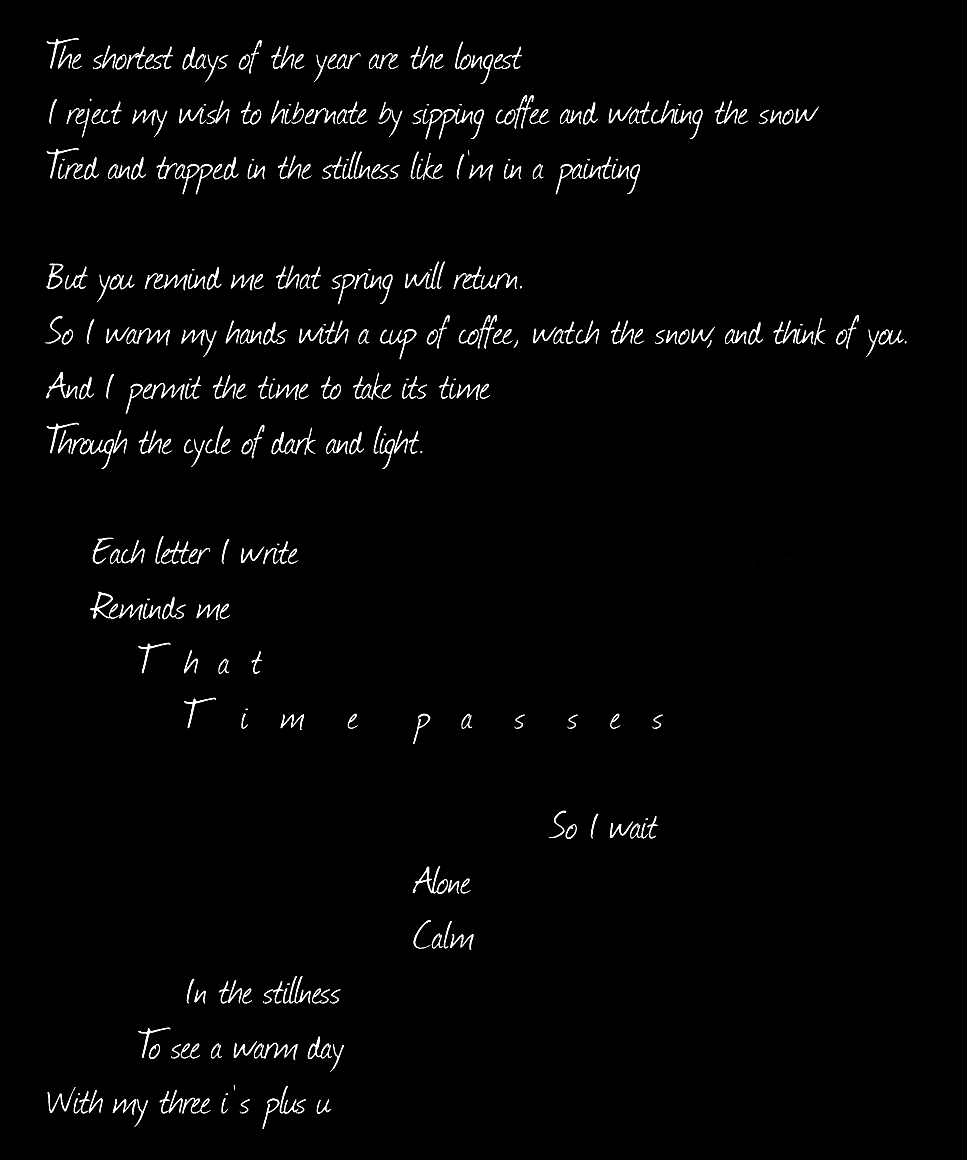 The shortest days of the year are the longest
I reject my wish to hibernate by sipping coffee and watching the snow
Tired and trapped in the stillness like I'm in a painting
But you remind me that spring will return.
So I warm my hands with a cup of coffee, watch the snow, and think of you.
And I permit the time to take its time
Through the cycle of dark and light.
Each letter I write
Reminds me
T h a t
T i m e p a s s e s
So I wait
Alone
Calm
In the stillness
To see a warm day
With my three i's plus u